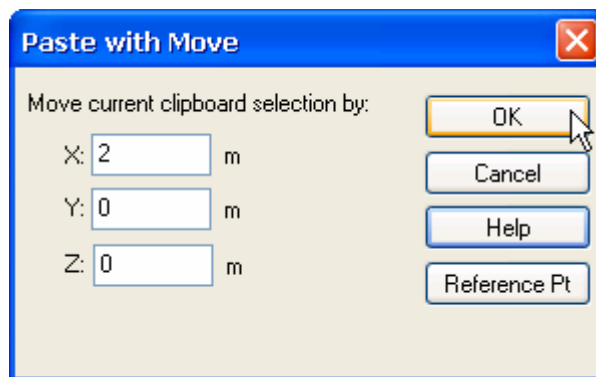 Paste with Move
Move current clipboard selection by:
X: 2 m
Y: 0 m
Z: 0 m
OK
Cancel
Help
Reference Pt